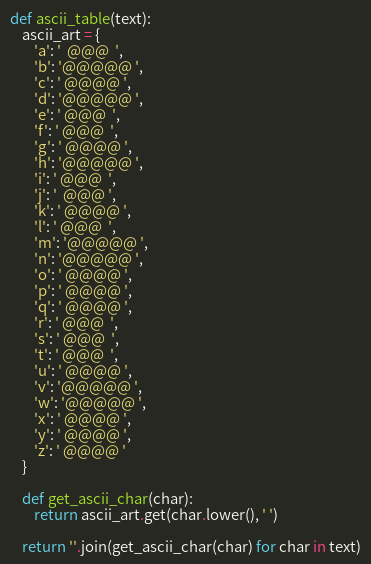 def ascii_table(text):
    ascii_art = {
        'a': '  @@@  ',
        'b': '@@@@@ ',
        'c': ' @@@@ ',
        'd': '@@@@@ ',
        'e': ' @@@  ',
        'f': ' @@@  ',
        'g': ' @@@@ ',
        'h': '@@@@@ ',
        'i': ' @@@  ',
        'j': '  @@@ ',
        'k': ' @@@@ ',
        'l': ' @@@  ',
        'm': '@@@@@ ',
        'n': '@@@@@ ',
        'o': ' @@@@ ',
        'p': ' @@@@ ',
        'q': ' @@@@ ',
        'r': ' @@@  ',
        's': ' @@@  ',
        't': ' @@@  ',
        'u': ' @@@@ ',
        'v': '@@@@@ ',
        'w': '@@@@@ ',
        'x': ' @@@@ ',
        'y': ' @@@@ ',
        'z': ' @@@@ '
    }

    def get_ascii_char(char):
        return ascii_art.get(char.lower(), ' ')

    return ''.join(get_ascii_char(char) for char in text)